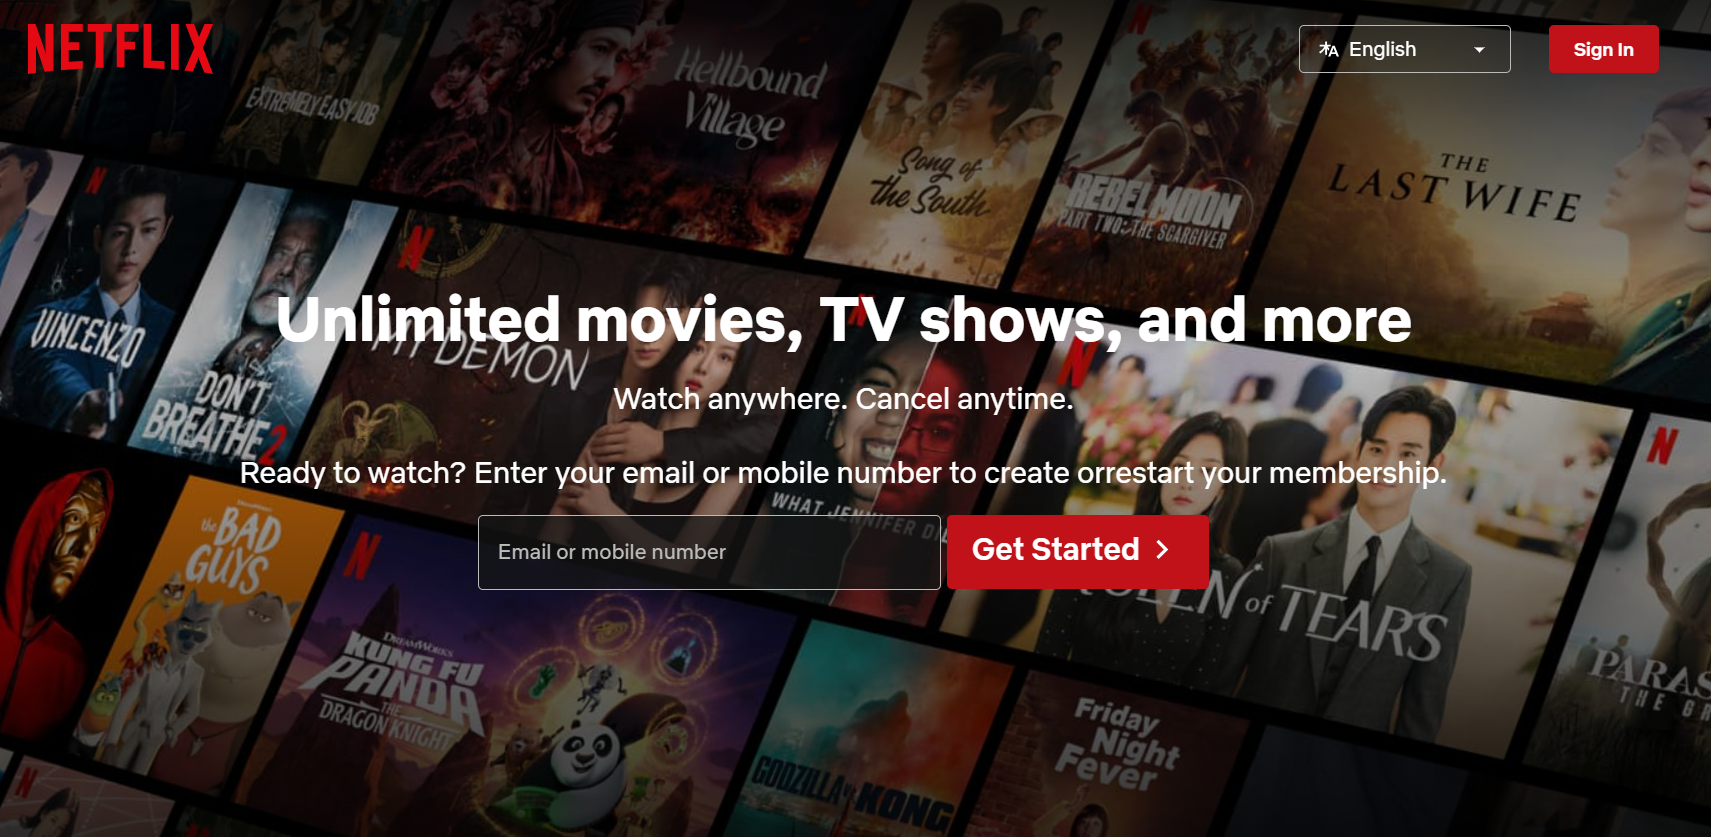 NETFLIX
English
Sign In
EXTREMELY EASY JOB
Hellbound
Village
Song of
the South
REBEL MOON
PART TWO: THE SCARGIVER
THE
LAST WIFE
VINCENZO
DON'T
BREATHE 2
MY DEMON
Unlimited movies, TV shows, and more
Watch anywhere. Cancel anytime.
Ready to watch? Enter your email or mobile number to create orrestart your membership.
WHAT JENNIFER DI
Email or mobile number
Get Started
the
BAD
GUYS
DREAMWORKS
KUNG FU
PANDA
THE
DRAGON KNIGHT
of TEARS
PARAS
THE GR
GODZILLA
KONG
Friday
Night
Fever